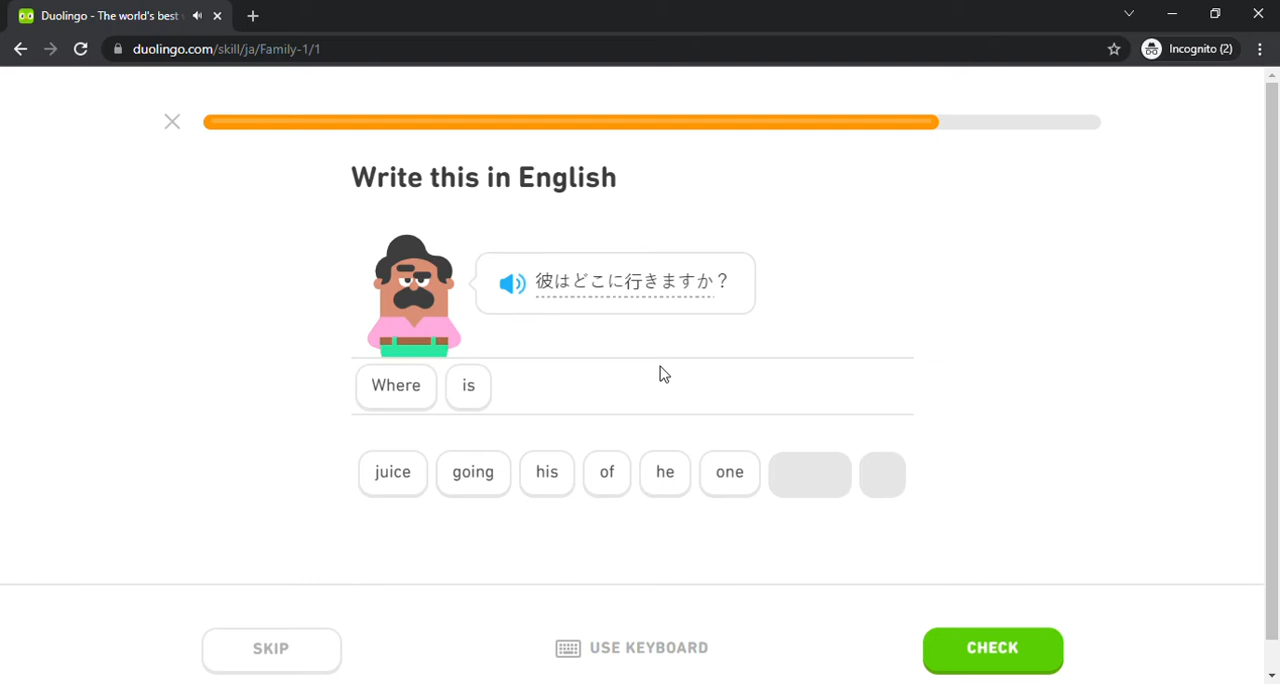 Duolingo - The world's best
duolingo.com/skill/ja/Family-1/1
Incognito (2)
Write this in English
彼はどこに行きますか？
Where is
juice going his of he one
SKIP
USE KEYBOARD
CHECK